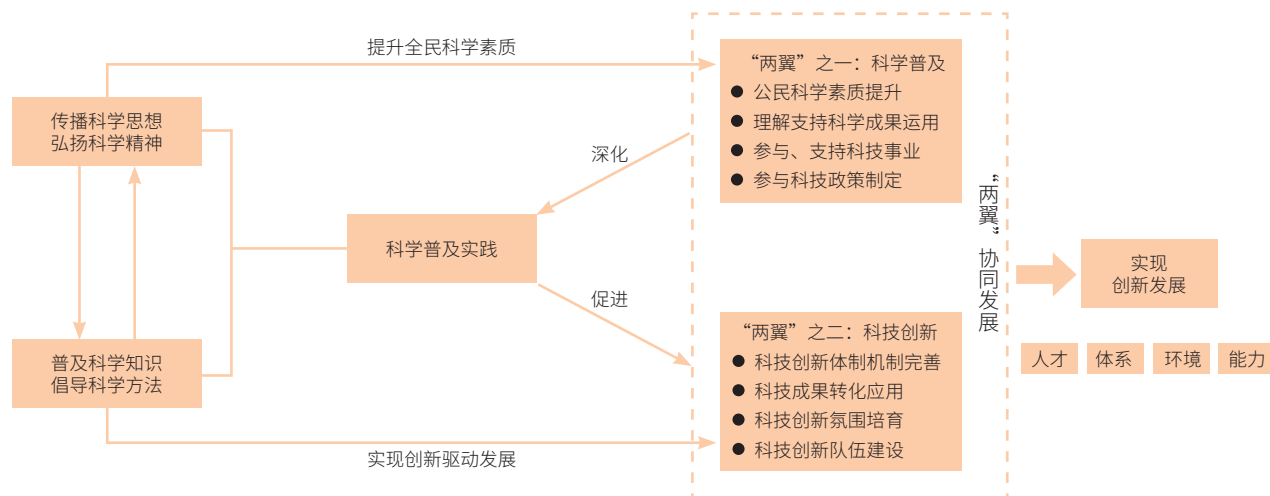 提升全民科学素质
传播科学思想
弘扬科学精神
普及科学知识
倡导科学方法
实现创新驱动发展
科学普及实践
深化
促进
“两翼”之一：科学普及
● 公民科学素质提升
● 理解支持科学成果运用
● 参与、支持科技事业
● 参与科技政策制定
“两翼”之二：科技创新
● 科技创新体制机制完善
● 科技成果转化应用
● 科技创新氛围培育
● 科技创新队伍建设
“两翼”协同发展
实现
创新发展
人才 体系 环境 能力